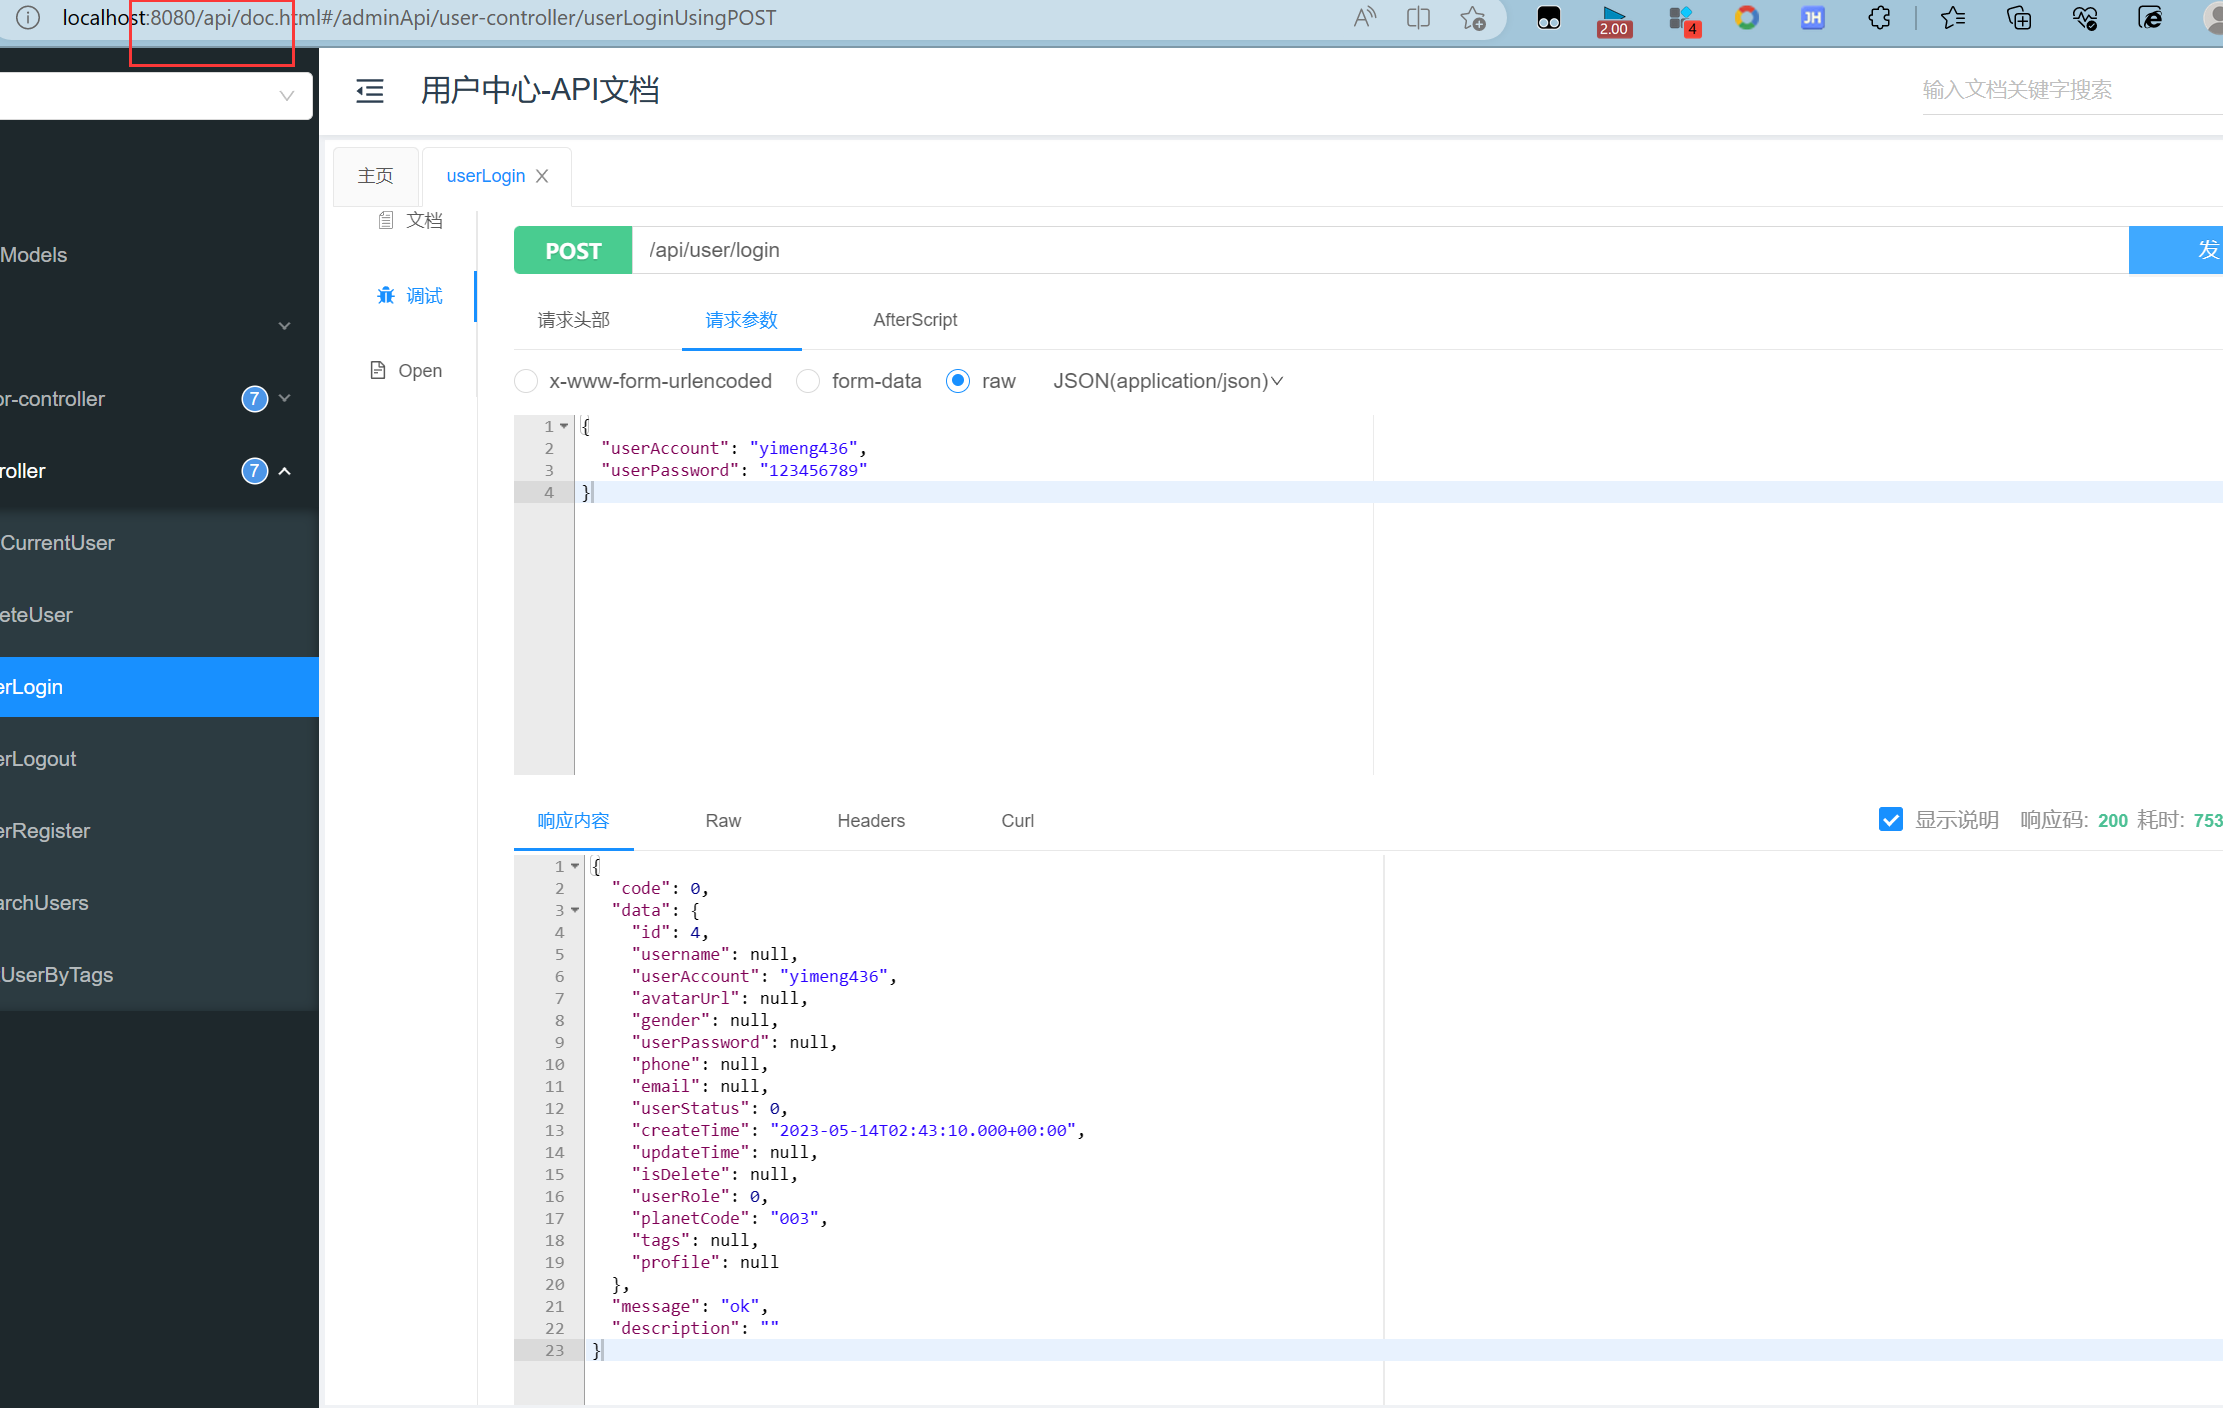 localhost:8080/api/doc.html#/adminApi/user-controller/userLoginUsingPOST
2.00
4
JH
用户中心-API文档
输入文档关键字搜索
主页
userLogin
Models
or-controller
7
roller
7
CurrentUser
eteUser
erLogin
erLogout
erRegister
archUsers
UserByTags
文档
调试
Open
POST
/api/user/login
发
请求头部
请求参数
AfterScript
x-www-form-urlencoded
form-data
raw
JSON(application/json)
1 {
2 "userAccount": "yimeng436",
3 "userPassword": "123456789"
4 }
响应内容
Raw
Headers
Curl
显示说明
响应码: 200
耗时: 753
1 {
2 "code": 0,
3 "data": {
4 "id": 4,
5 "username": null,
6 "userAccount": "yimeng436",
7 "avatarUrl": null,
8 "gender": null,
9 "userPassword": null,
10 "phone": null,
11 "email": null,
12 "userStatus": 0,
13 "createTime": "2023-05-14T02:43:10.000+00:00",
14 "updateTime": null,
15 "isDelete": null,
16 "userRole": 0,
17 "planetCode": "003",
18 "tags": null,
19 "profile": null
20 },
21 "message": "ok",
22 "description": ""
23 }